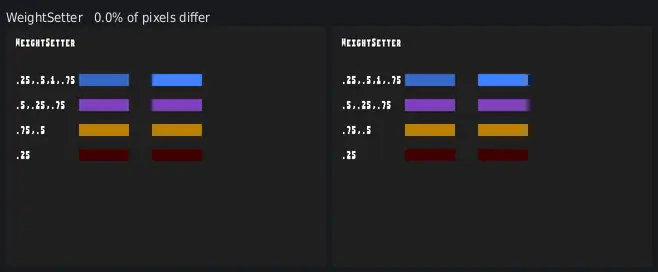 WeightSetter 0.0% of pixels differ
WEIGHTSETTER WEIGHTSETTER
.25,.5,1,.75 .25,.5,1,.75
.5,.25,.75 .5,.25,.75
.75,.5 .75,.5
.25 .25